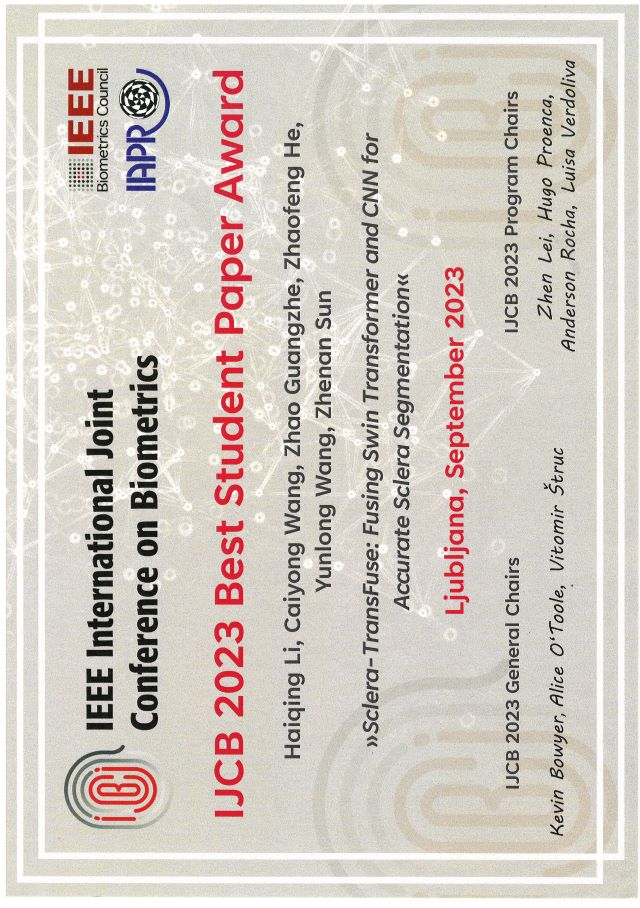 IJCB
IEEE International Joint
Conference on Biometrics
IEEE
Biometrics Council
IAPR
IJCB 2023 Best Student Paper Award
Haiqing Li, Caiyong Wang, Zhao Guangzhe, Zhaofeng He,
Yunlong Wang, Zhenan Sun
»Sclera-TransFuse: Fusing Swin Transformer and CNN for
Accurate Sclera Segmentation«
Ljubljana, September 2023
IJCB 2023 General Chairs
IJCB 2023 Program Chairs
Kevin Bowyer, Alice O‘Toole, Vitomir Štruc
Zhen Lei, Hugo Proenca,
Anderson Rocha, Luisa Verdoliva